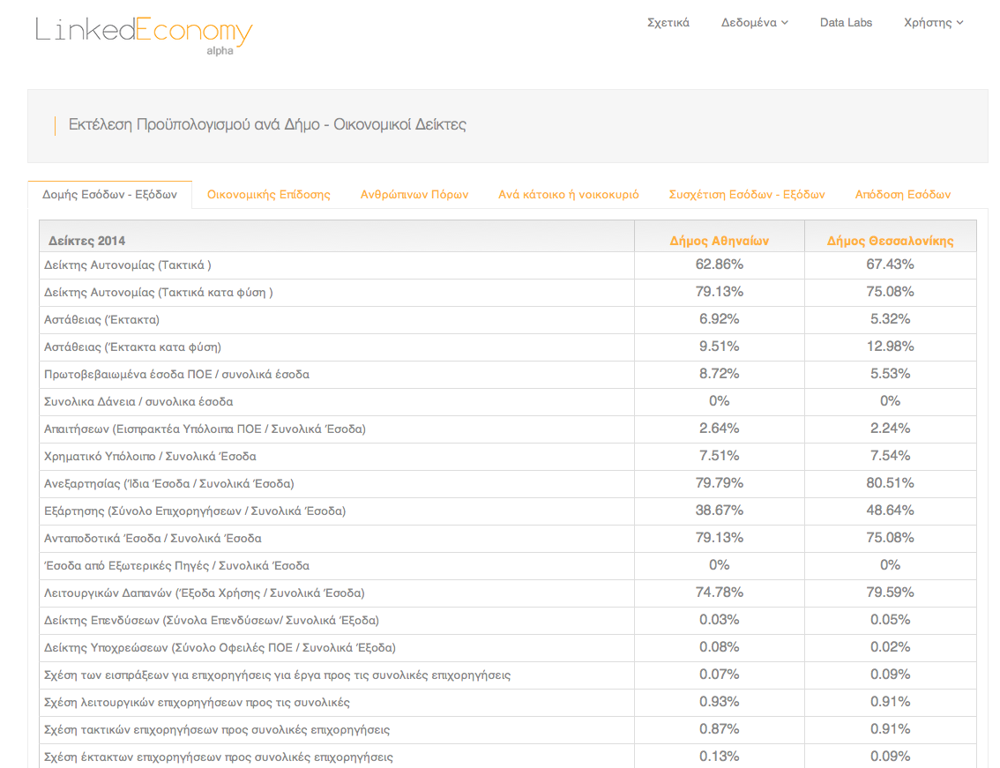 LinkedEconomy
alpha
Σχετικά Δεδομένα Data Labs Χρήστης
Εκτέλεση Προϋπολογισμού ανά Δήμο - Οικονομικοί Δείκτες
Δομής Εσόδων - Εξόδων Οικονομικής Επίδοσης Ανθρώπινων Πόρων Ανά κάτοικο ή νοικοκυριό Συσχέτιση Εσόδων - Εξόδων Απόδοση Εσόδων
Δείκτες 2014 Δήμος Αθηναίων Δήμος Θεσσαλονίκης
Δείκτης Αυτονομίας (Τακτικά ) 62.86% 67.43%
Δείκτης Αυτονομίας (Τακτικά κατα φύση ) 79.13% 75.08%
Αστάθειας (Έκτακτα) 6.92% 5.32%
Αστάθειας (Έκτακτα κατα φύση) 9.51% 12.98%
Πρωτοβεβαιωμένα έσοδα ΠΟΕ / συνολικά έσοδα 8.72% 5.53%
Συνολικα Δάνεια / συνολικα έσοδα 0% 0%
Απαιτήσεων (Εισπρακτέα Υπόλοιπα ΠΟΕ / Συνολικά Έσοδα) 2.64% 2.24%
Χρηματικό Υπόλοιπο / Συνολικά Έσοδα 7.51% 7.54%
Ανεξαρτησίας (Ίδια Έσοδα / Συνολικά Έσοδα) 79.79% 80.51%
Εξάρτησης (Σύνολο Επιχορηγήσεων / Συνολικά Έσοδα) 38.67% 48.64%
Ανταποδοτικά Έσοδα / Συνολικά Έσοδα 79.13% 75.08%
Έσοδα από Εξωτερικές Πηγές / Συνολικά Έσοδα 0% 0%
Λειτουργικών Δαπανών (Έξοδα Χρήσης / Συνολικά Έσοδα) 74.78% 79.59%
Δείκτης Επενδύσεων (Σύνολα Επενδύσεων/ Συνολικά Έξοδα) 0.03% 0.05%
Δείκτης Υποχρεώσεων (Σύνολο Οφειλές ΠΟΕ / Συνολικά Έξοδα) 0.08% 0.02%
Σχέση των εισπράξεων για επιχορηγήσεις για έργα προς τις συνολικές επιχορηγήσεις 0.07% 0.09%
Σχέση λειτουργικών επιχορηγήσεων προς τις συνολικές 0.93% 0.91%
Σχέση τακτικών επιχορηγήσεων προς συνολικές επιχορηγήσεις 0.87% 0.91%
Σχέση έκτακτων επιχορηγήσεων προς συνολικές επιχορηγήσεις 0.13% 0.09%